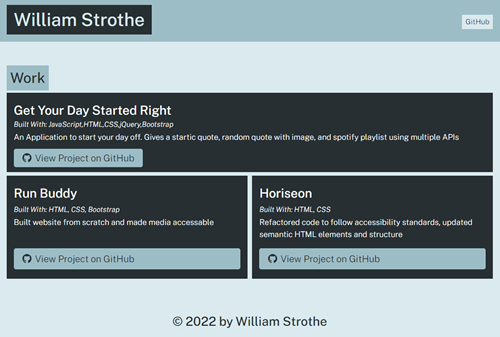 William Strothe
GitHub
Work
Get Your Day Started Right
Built With: JavaScript,HTML,CSS,jQuery,Bootstrap
An Application to start your day off. Gives a startic quote, random quote with image, and spotify playlist using multiple APIs
View Project on GitHub
Run Buddy
Built With: HTML, CSS, Bootstrap
Built website from scratch and made media accessable
View Project on GitHub
Horiseon
Built With: HTML, CSS
Refactored code to follow accessibility standards, updated
semantic HTML elements and structure
View Project on GitHub
© 2022 by William Strothe